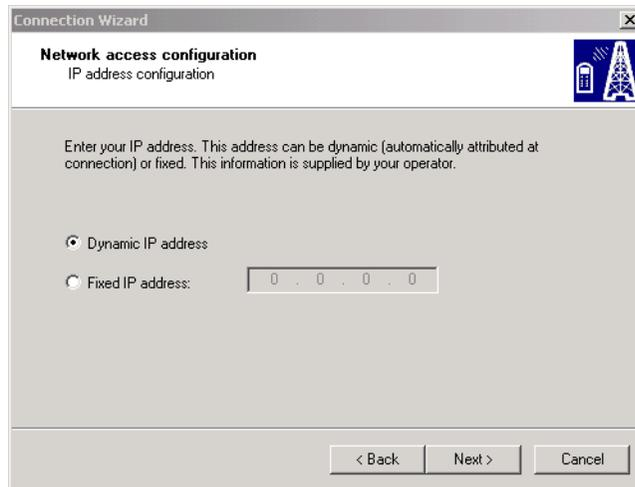 Connection Wizard
Network access configuration
IP address configuration
Enter your IP address. This address can be dynamic (automatically attributed at
connection) or fixed. This information is supplied by your operator.
Dynamic IP address
Fixed IP address: 0 . 0 . 0 . 0
< Back Next > Cancel